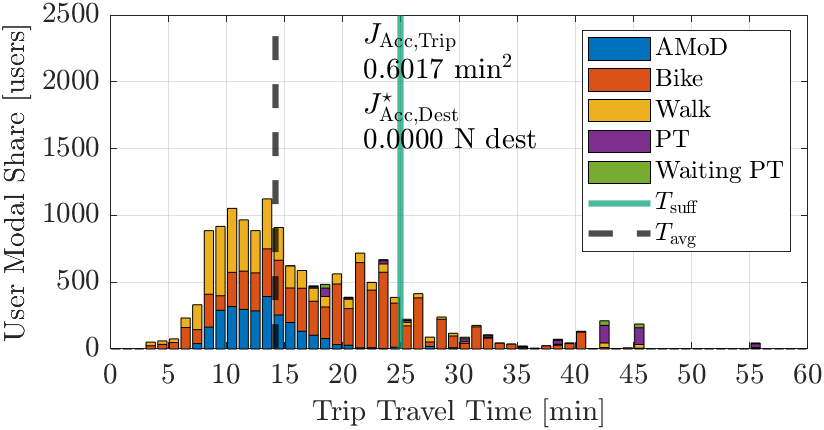 2500
2000
1500
1000
500
0
User Modal Share [users]
J_Acc,Trip
0.6017 min²
J⋆_Acc,Dest
0.0000 N dest
AMoD
Bike
Walk
PT
Waiting PT
T_suff
T_avg
0 5 10 15 20 25 30 35 40 45 50 55 60
Trip Travel Time [min]